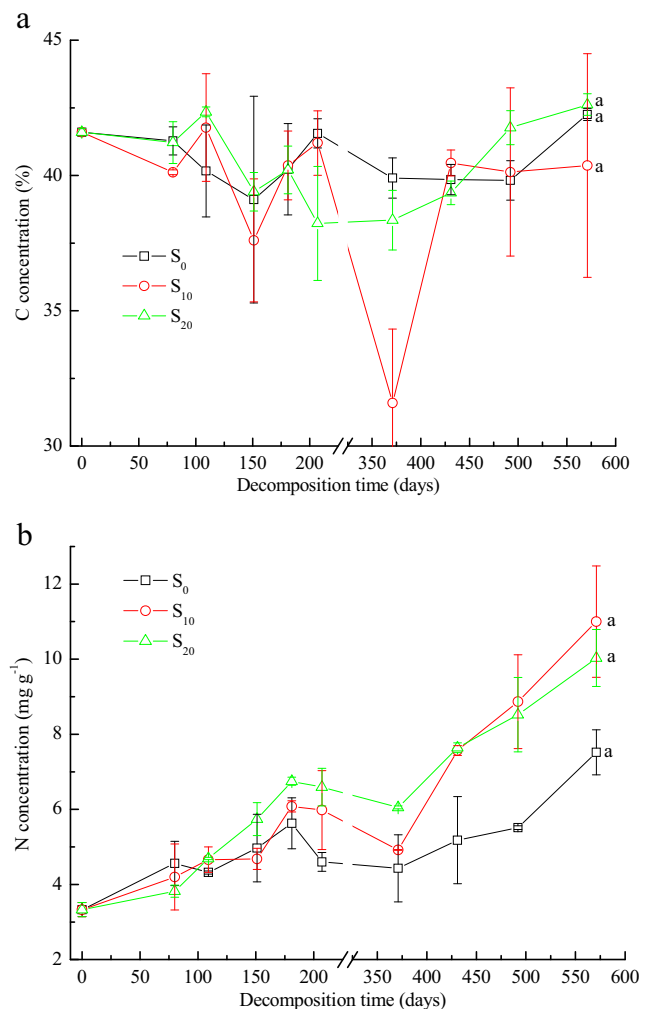 a
45
40
35
30
C concentration (%)
S0
S10
S20
a
a
a
0 50 100 150 200 350 400 450 500 550 600
Decomposition time (days)
b
12
10
8
6
4
2
N concentration (mg g-1)
S0
S10
S20
a
a
a
0 50 100 150 200 350 400 450 500 550 600
Decomposition time (days)